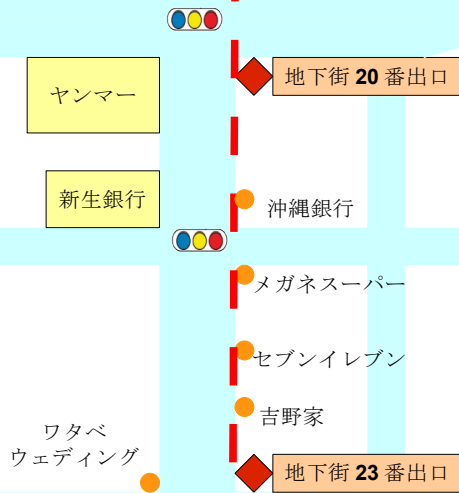 地下街 20 番出口
ヤンマー
新生銀行
沖縄銀行
メガネスーパー
セブンイレブン
吉野家
ワタベ
ウェディング
地下街 23 番出口